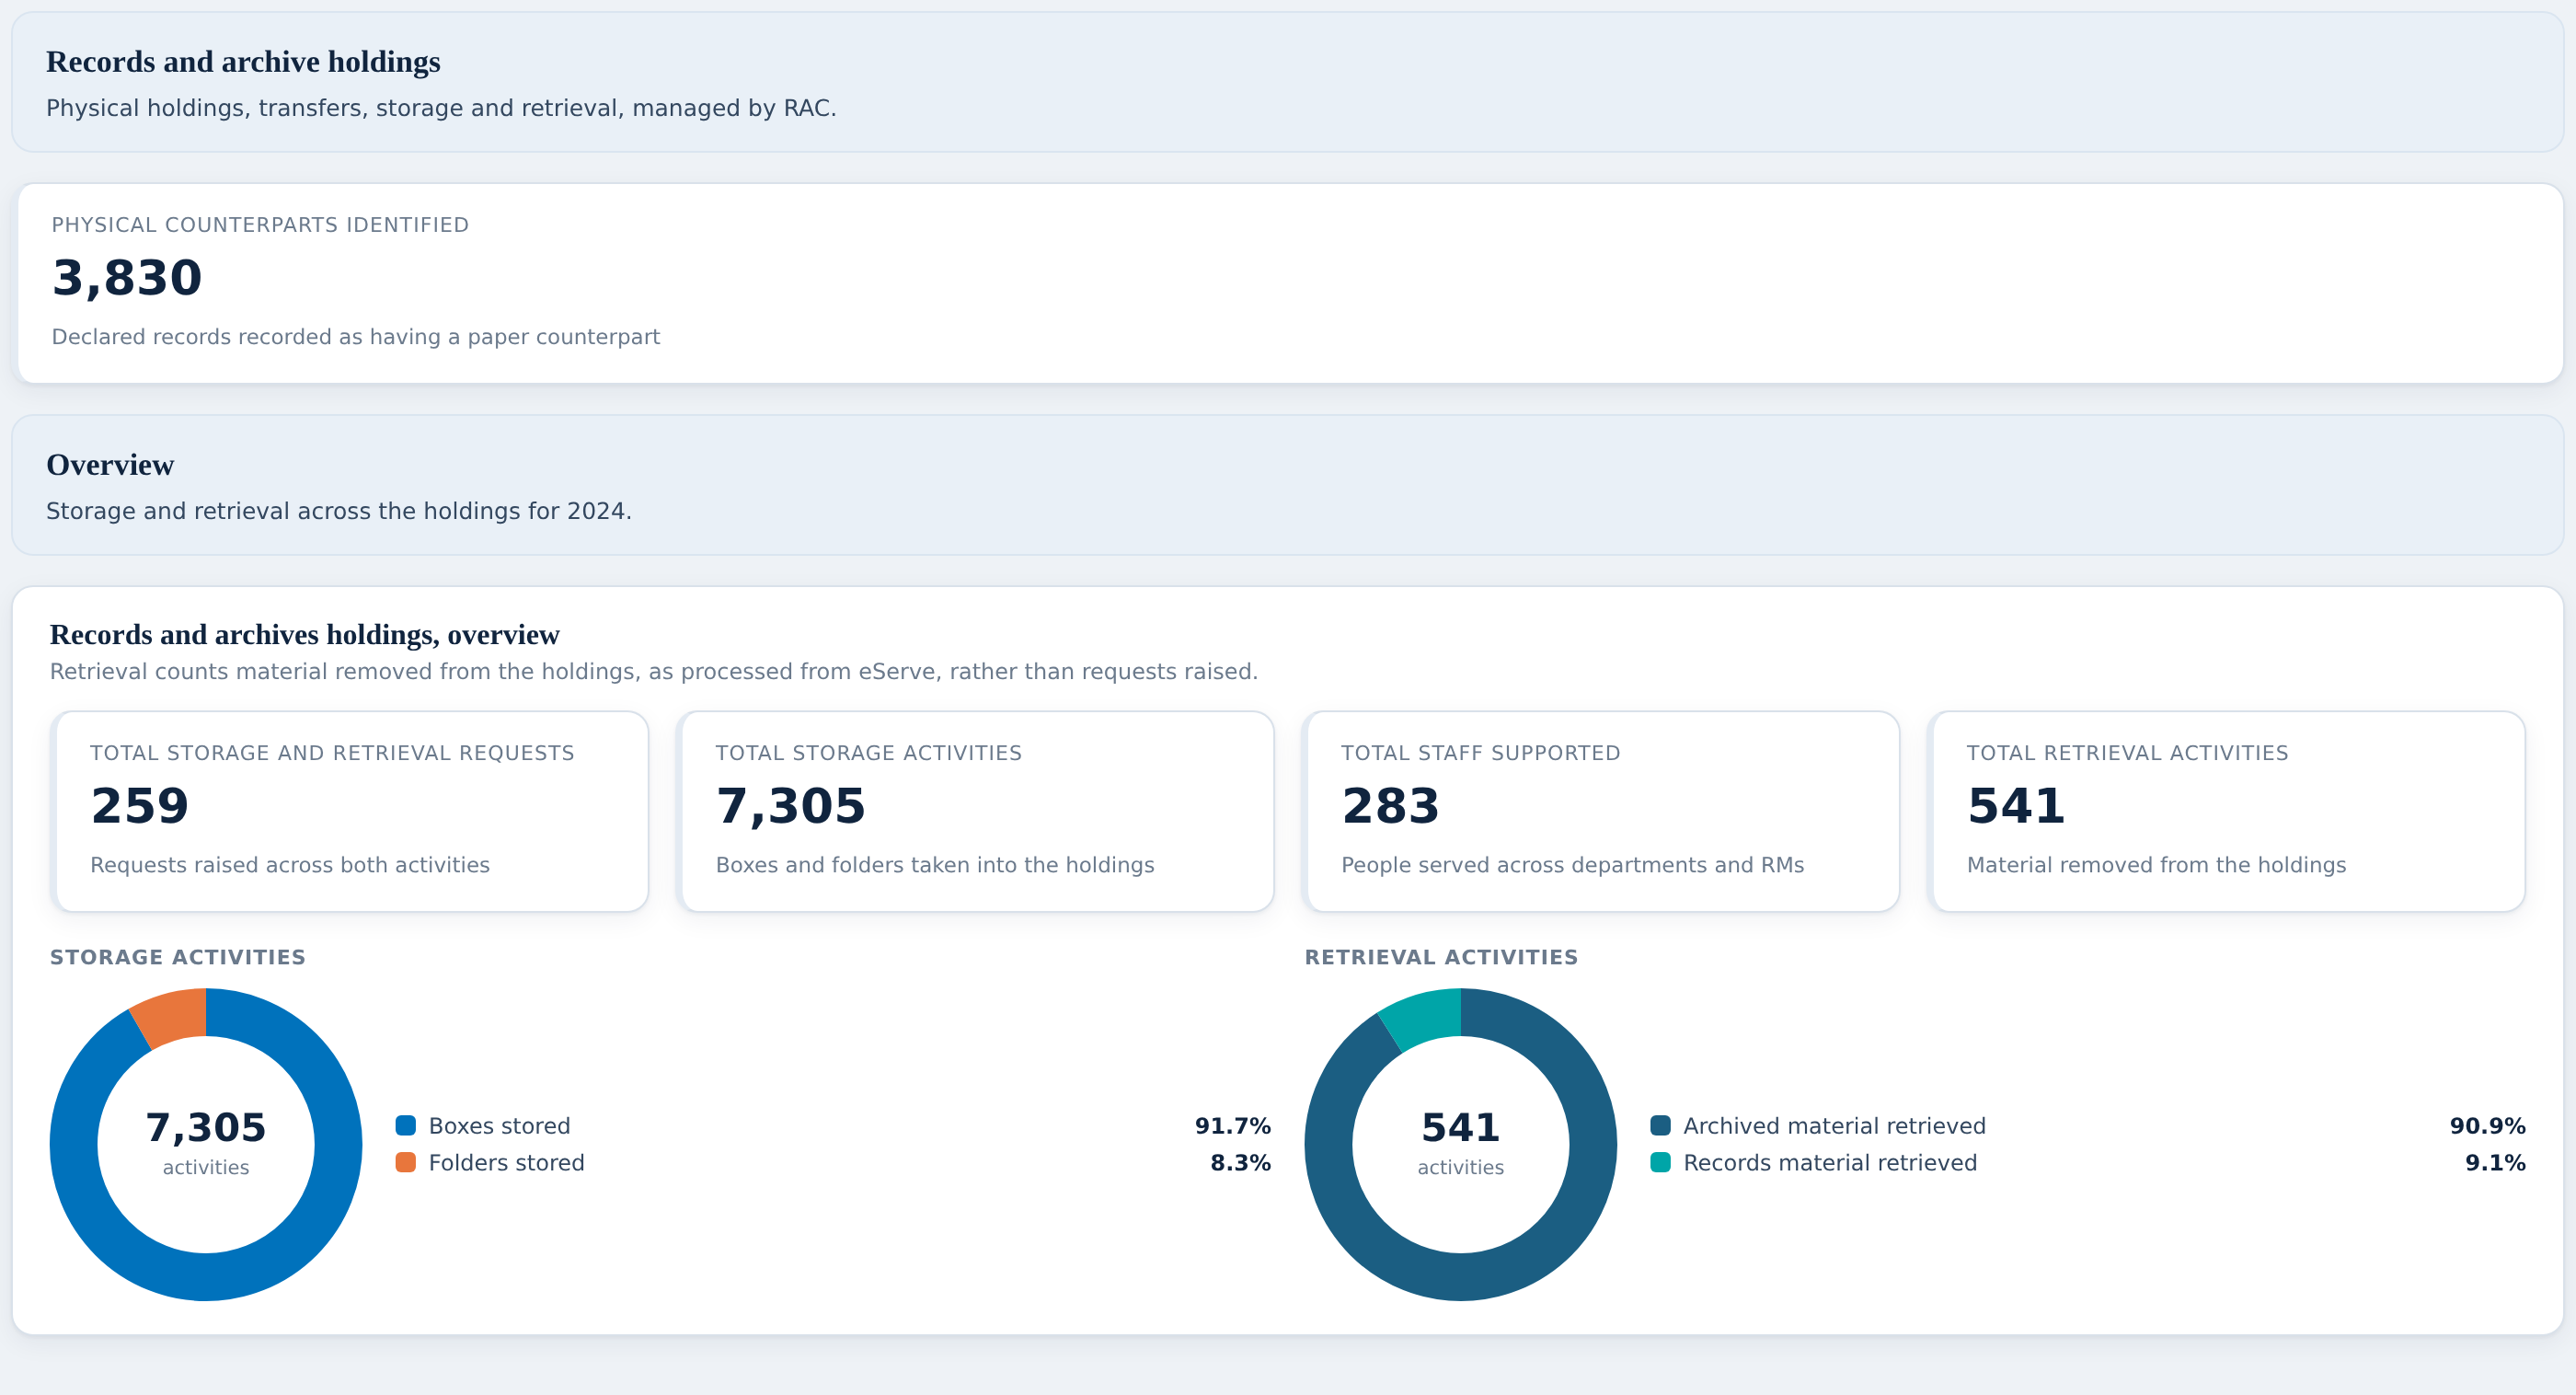 Records and archive holdings
Physical holdings, transfers, storage and retrieval, managed by RAC.
PHYSICAL COUNTERPARTS IDENTIFIED
3,830
Declared records recorded as having a paper counterpart
Overview
Storage and retrieval across the holdings for 2024.
Records and archives holdings, overview
Retrieval counts material removed from the holdings, as processed from eServe, rather than requests raised.
TOTAL STORAGE AND RETRIEVAL REQUESTS
259
Requests raised across both activities
TOTAL STORAGE ACTIVITIES
7,305
Boxes and folders taken into the holdings
TOTAL STAFF SUPPORTED
283
People served across departments and RMs
TOTAL RETRIEVAL ACTIVITIES
541
Material removed from the holdings
STORAGE ACTIVITIES
7,305
activities
Boxes stored 91.7%
Folders stored 8.3%
RETRIEVAL ACTIVITIES
541
activities
Archived material retrieved 90.9%
Records material retrieved 9.1%